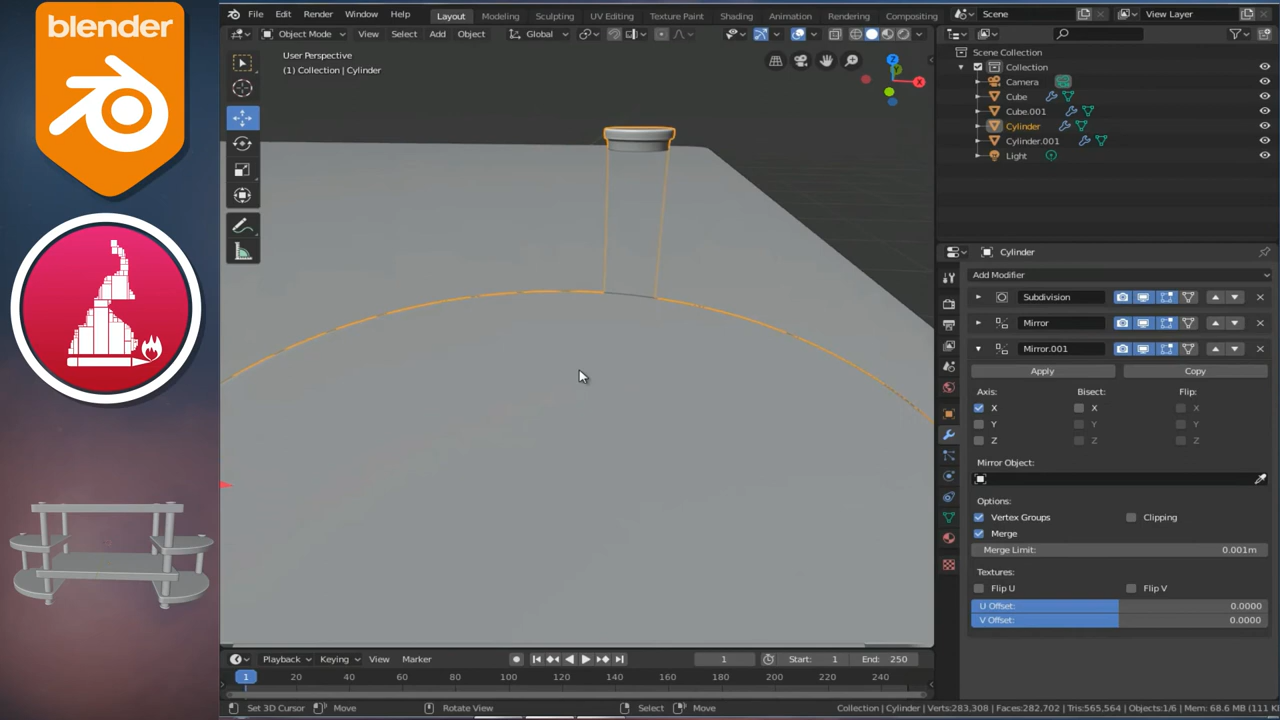 blender
File Edit Render Window Help
Layout Modeling Sculpting UV Editing Texture Paint Shading Animation Rendering Compositing
Scene
View Layer
Object Mode View Select Add Object
Global
User Perspective
(1) Collection | Cylinder
X
Y
Z
Scene Collection
Collection
Camera
Cube
Cube.001
Cylinder
Cylinder.001
Light
Cylinder
Add Modifier
Subdivision
Mirror
Mirror.001
Apply Copy
Axis: Bisect: Flip:
X X X
Y Y Y
Z Z Z
Mirror Object:
Options:
Vertex Groups Clipping
Merge
Merge Limit: 0.001m
Textures:
Flip U Flip V
U Offset: 0.0000
V Offset: 0.0000
Playback Keying View Marker
1 Start: 1 End: 250
1 20 40 60 80 100 120 140 160 180 200 220 240
Set 3D Cursor Move Rotate View Select Move
Collection | Cylinder | Verts:283,308 | Faces:282,702 | Tris:565,564 | Objects:1/6 | Mem: 68.6 MB (111 K